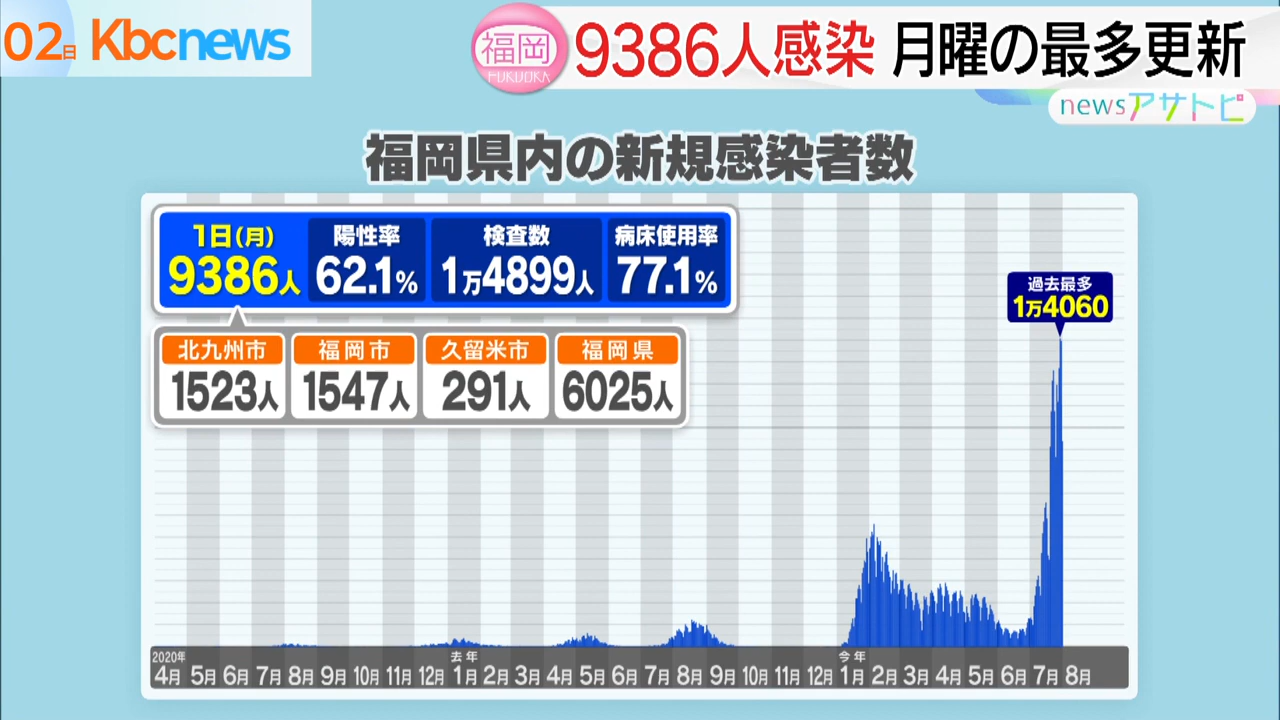 02日 Kbcnews
福岡 FUKUOKA
9386人感染 月曜の最多更新
newsアサトピ
福岡県内の新規感染者数
1日(月) 陽性率 検査数 病床使用率
9386人 62.1% 1万4899人 77.1%
過去最多
1万4060
北九州市 福岡市 久留米市 福岡県
1523人 1547人 291人 6025人
2020年 去年 今年
4月 5月 6月 7月 8月 9月 10月 11月 12月 1月 2月 3月 4月 5月 6月 7月 8月 9月 10月 11月 12月 1月 2月 3月 4月 5月 6月 7月 8月